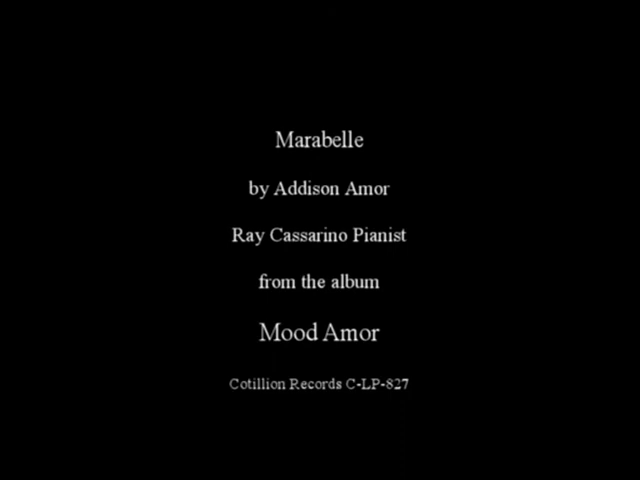 Marabelle
by Addison Amor
Ray Cassarino Pianist
from the album
Mood Amor
Cotillion Records C-LP-827